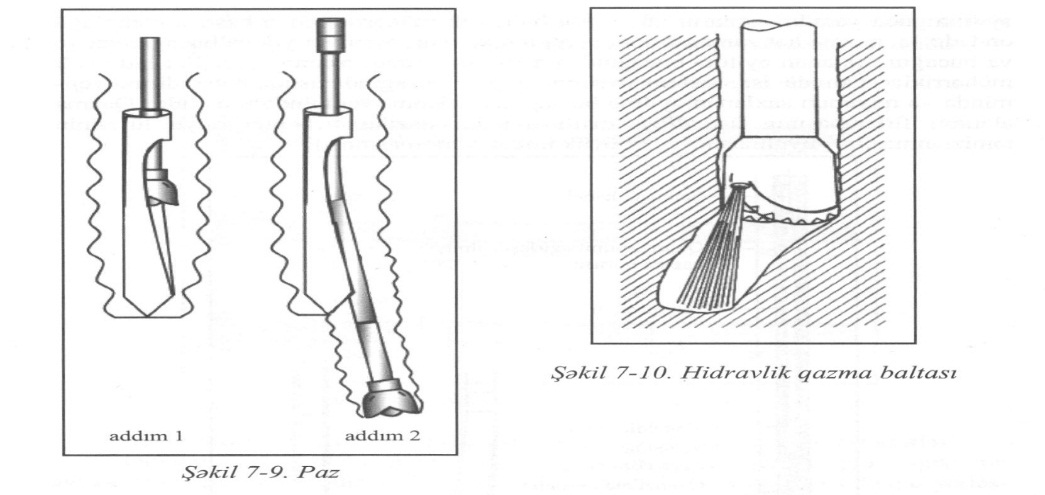 addım 1
addım 2
Şəkil 7-9. Paz
Şəkil 7-10. Hidravlik qazma baltası